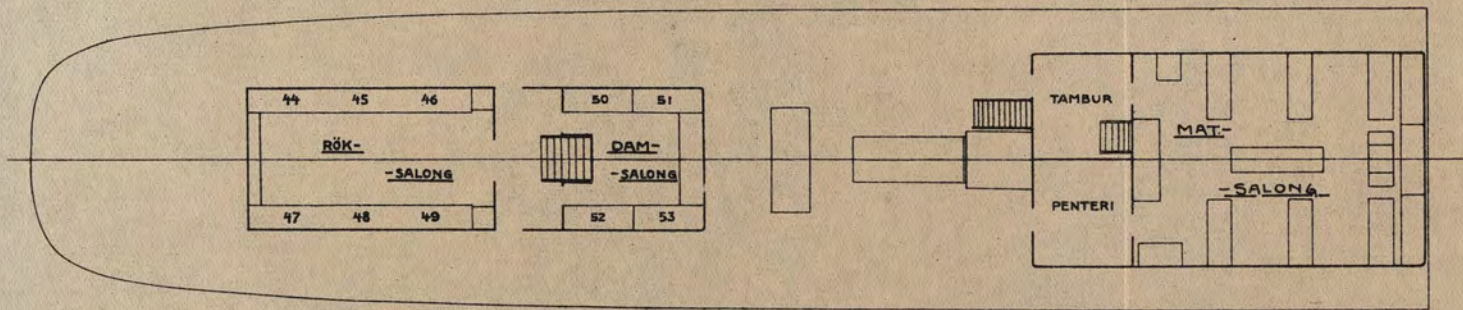 44 45 46
RÖK-
-SALONG
47 48 49
50 51
DAM-
-SALONG
52 53
TAMBUR
PENTERI
MAT-
-SALONG